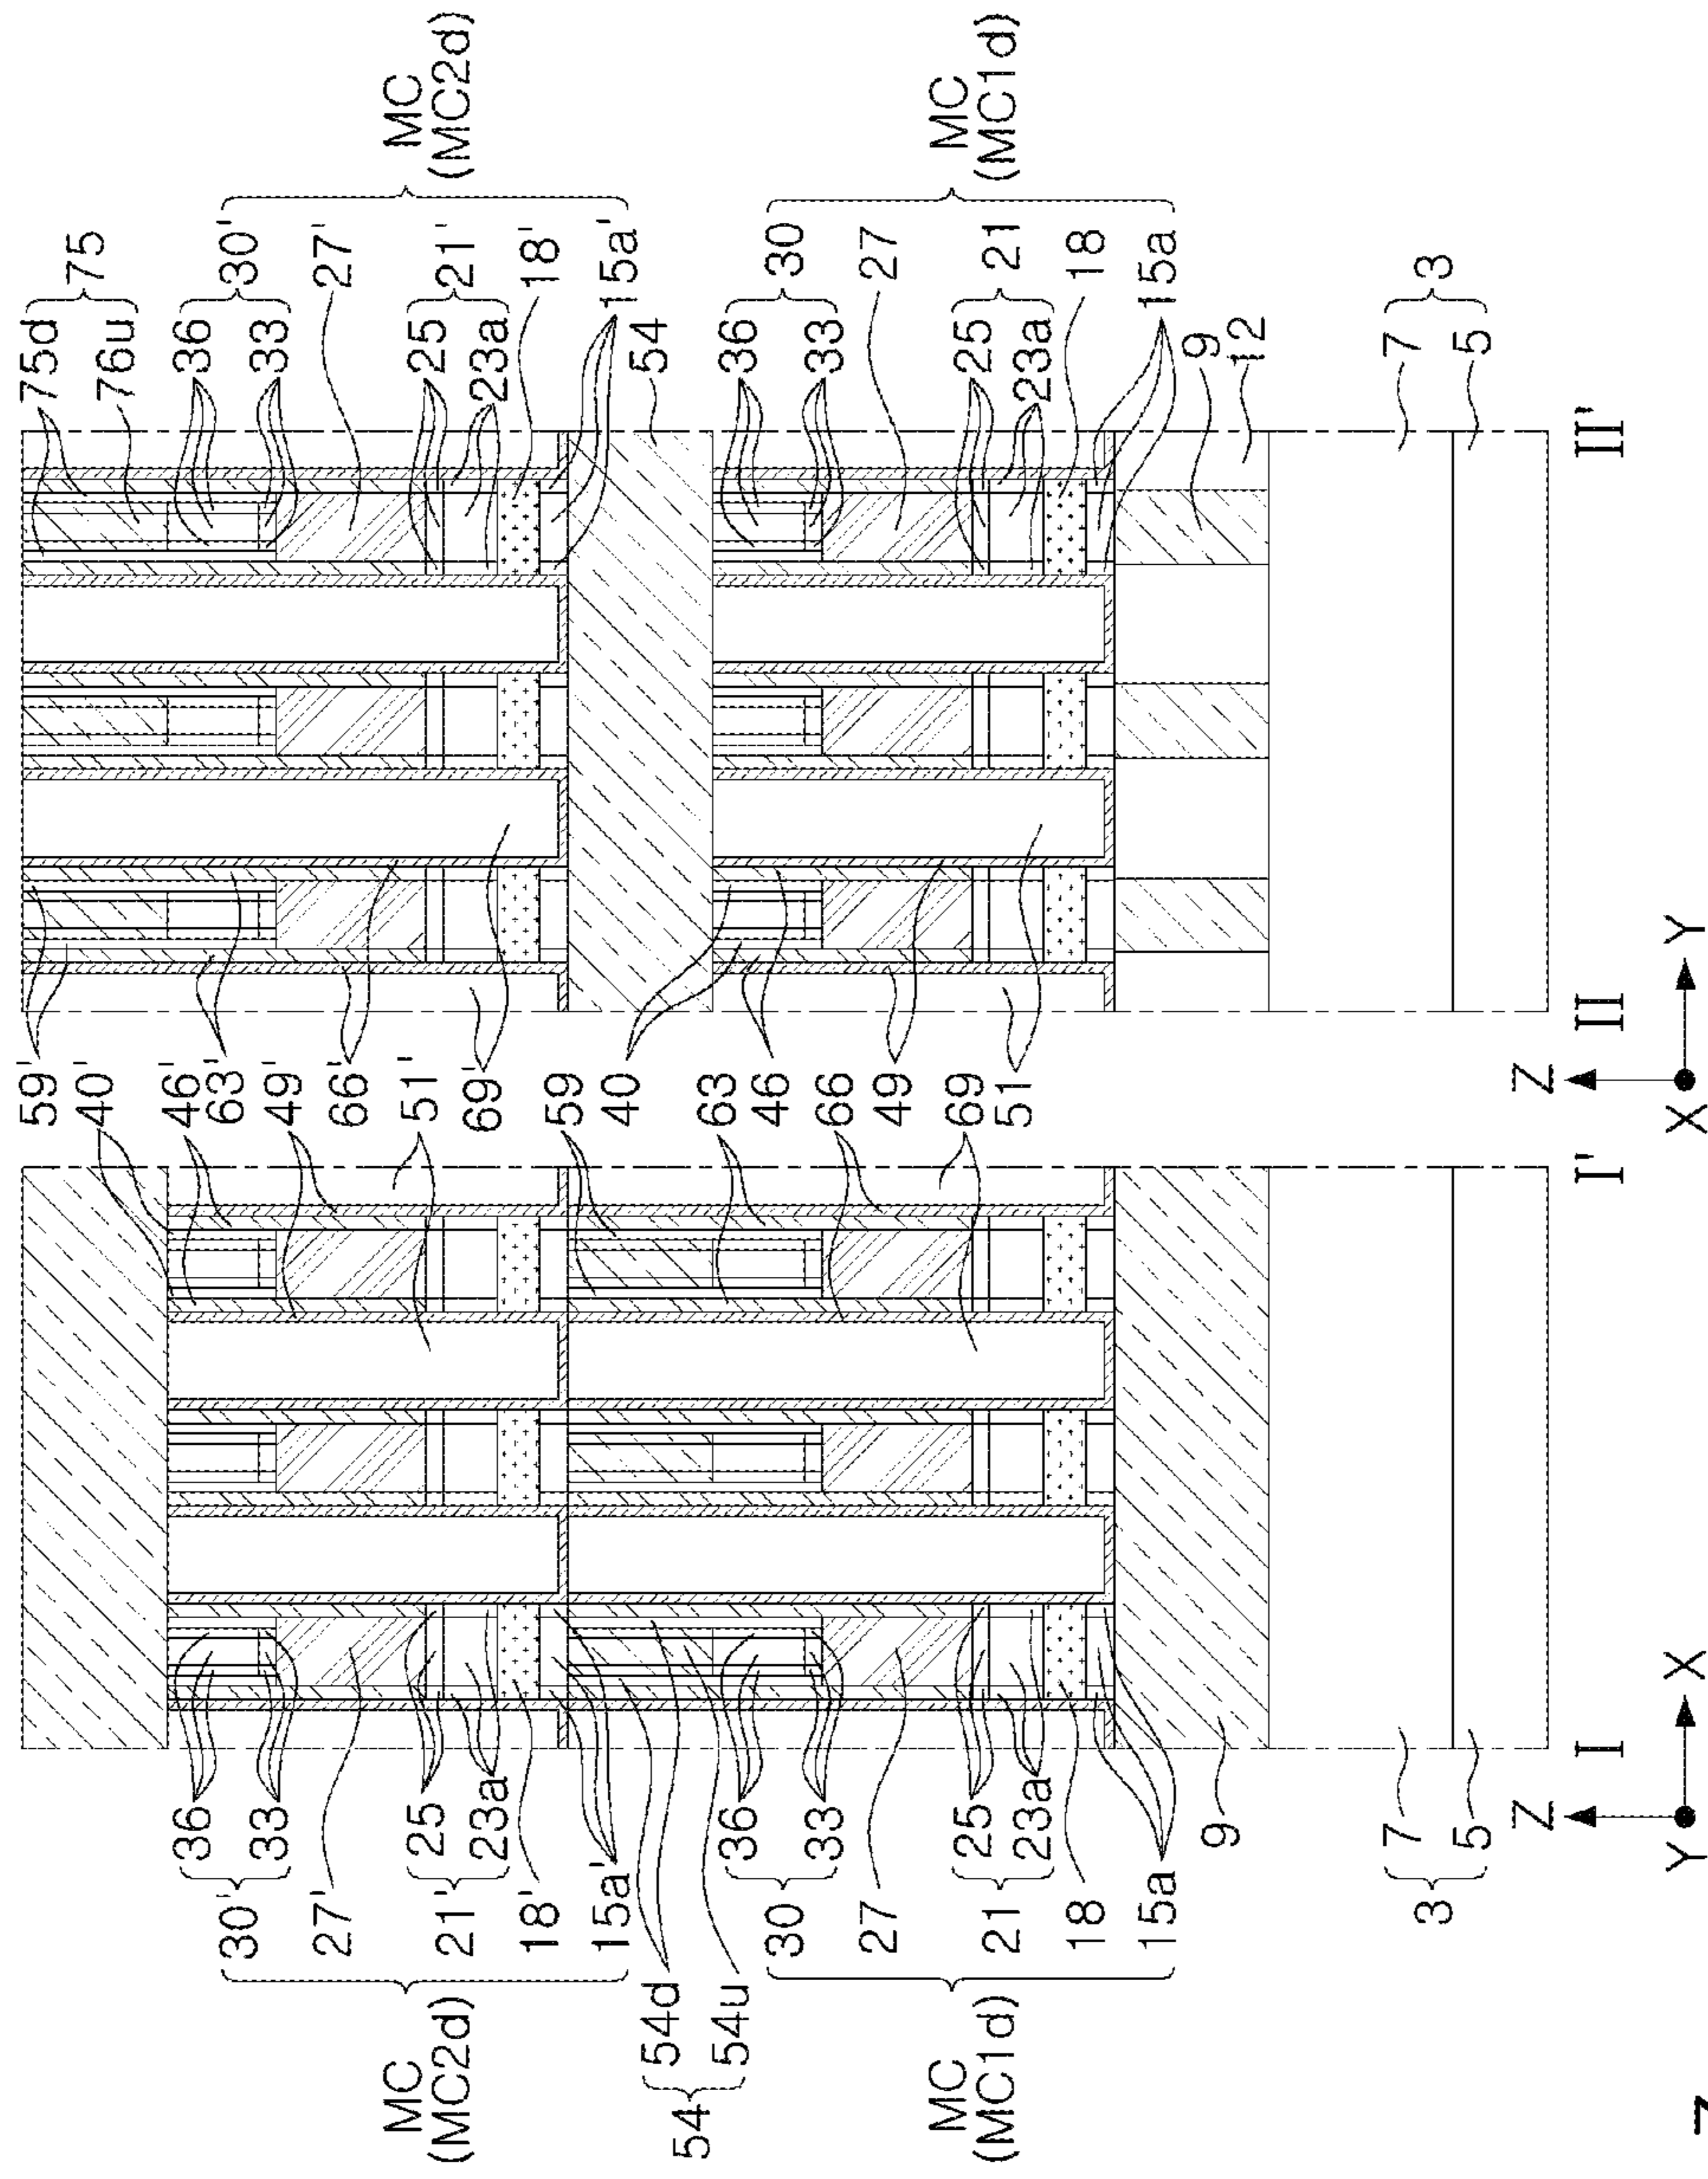 MC
(MC2d)
30'
36
33
27'
21'
25
23a
18'
15a'
54
54d
54u
MC
(MC1d)
30
36
33
27
21
25
23a
18
15a
9
3
7
5
I
I'
Z
Y
X
59'
40'
46'
63'
49'
66'
51'
69'
59
40
63
46
66
49
69
51
75d
75
76u
36
30'
33
27'
25
21'
23a
18'
15a'
54
MC
(MC2d)
36
30
33
27
25
21
23a
18
15a
9
12
MC
(MC1d)
7
3
5
II
II'
Z
X
Y